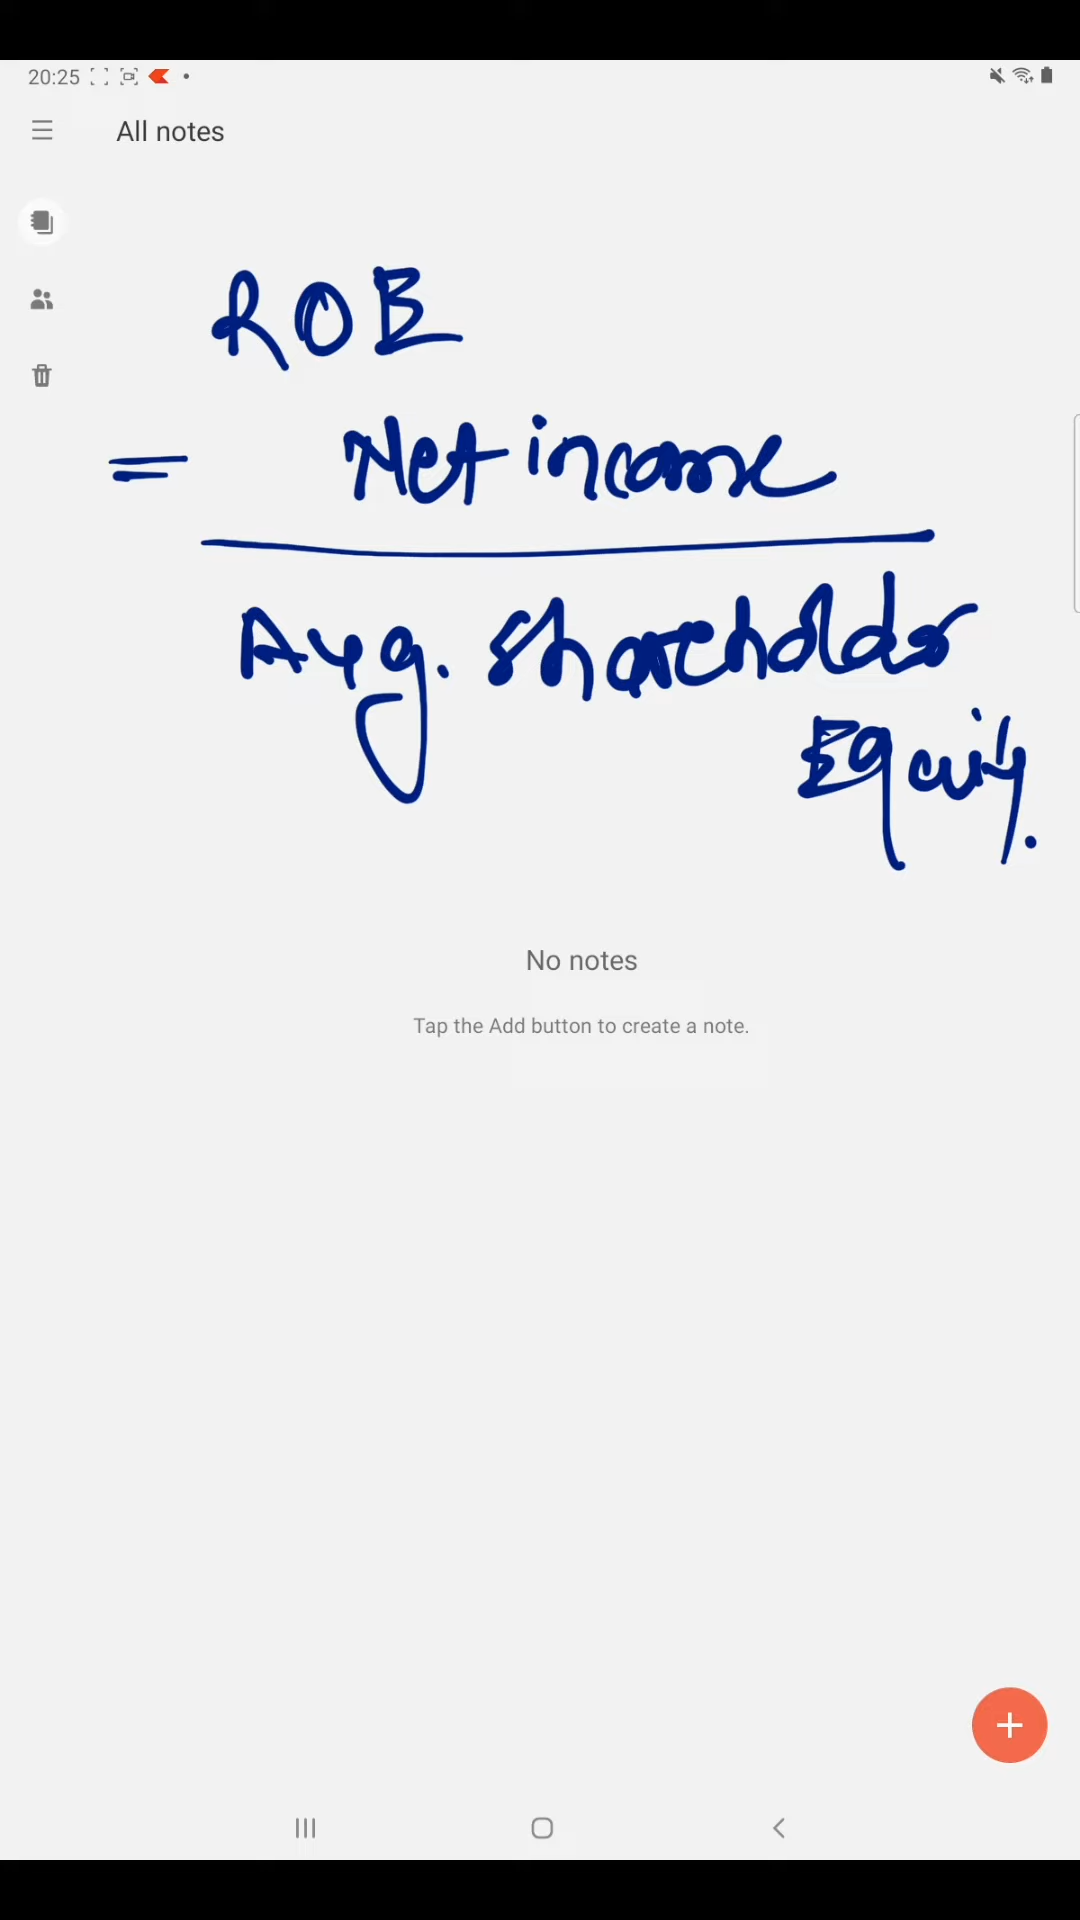 20:25
All notes
ROE
= Net income
Avg. Shareholder
Equity.
No notes
Tap the Add button to create a note.